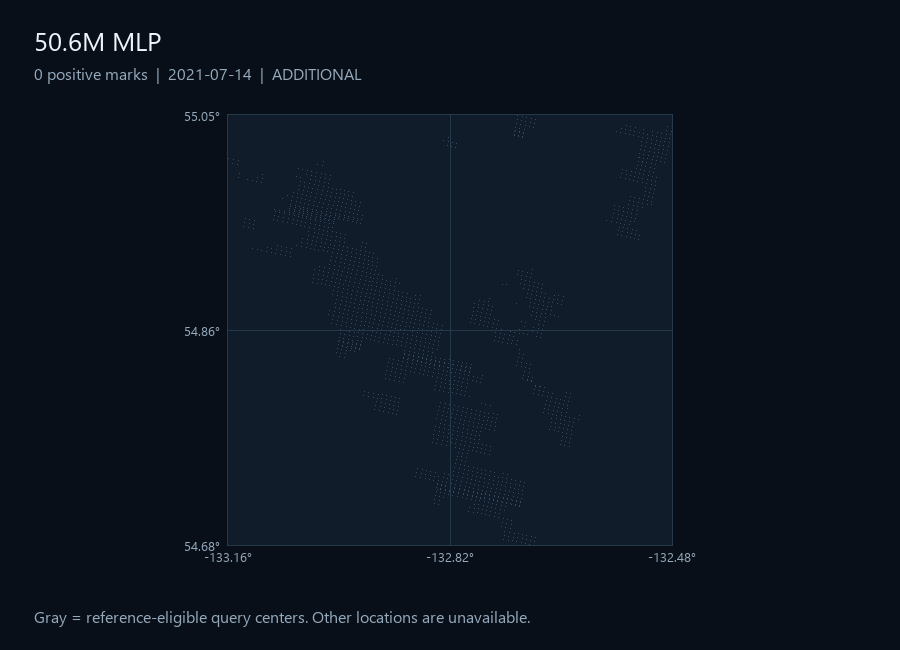 50.6M MLP
0 positive marks | 2021-07-14 | ADDITIONAL
55.05°
54.86°
54.68°
-133.16°
-132.82°
-132.48°
Gray = reference-eligible query centers. Other locations are unavailable.